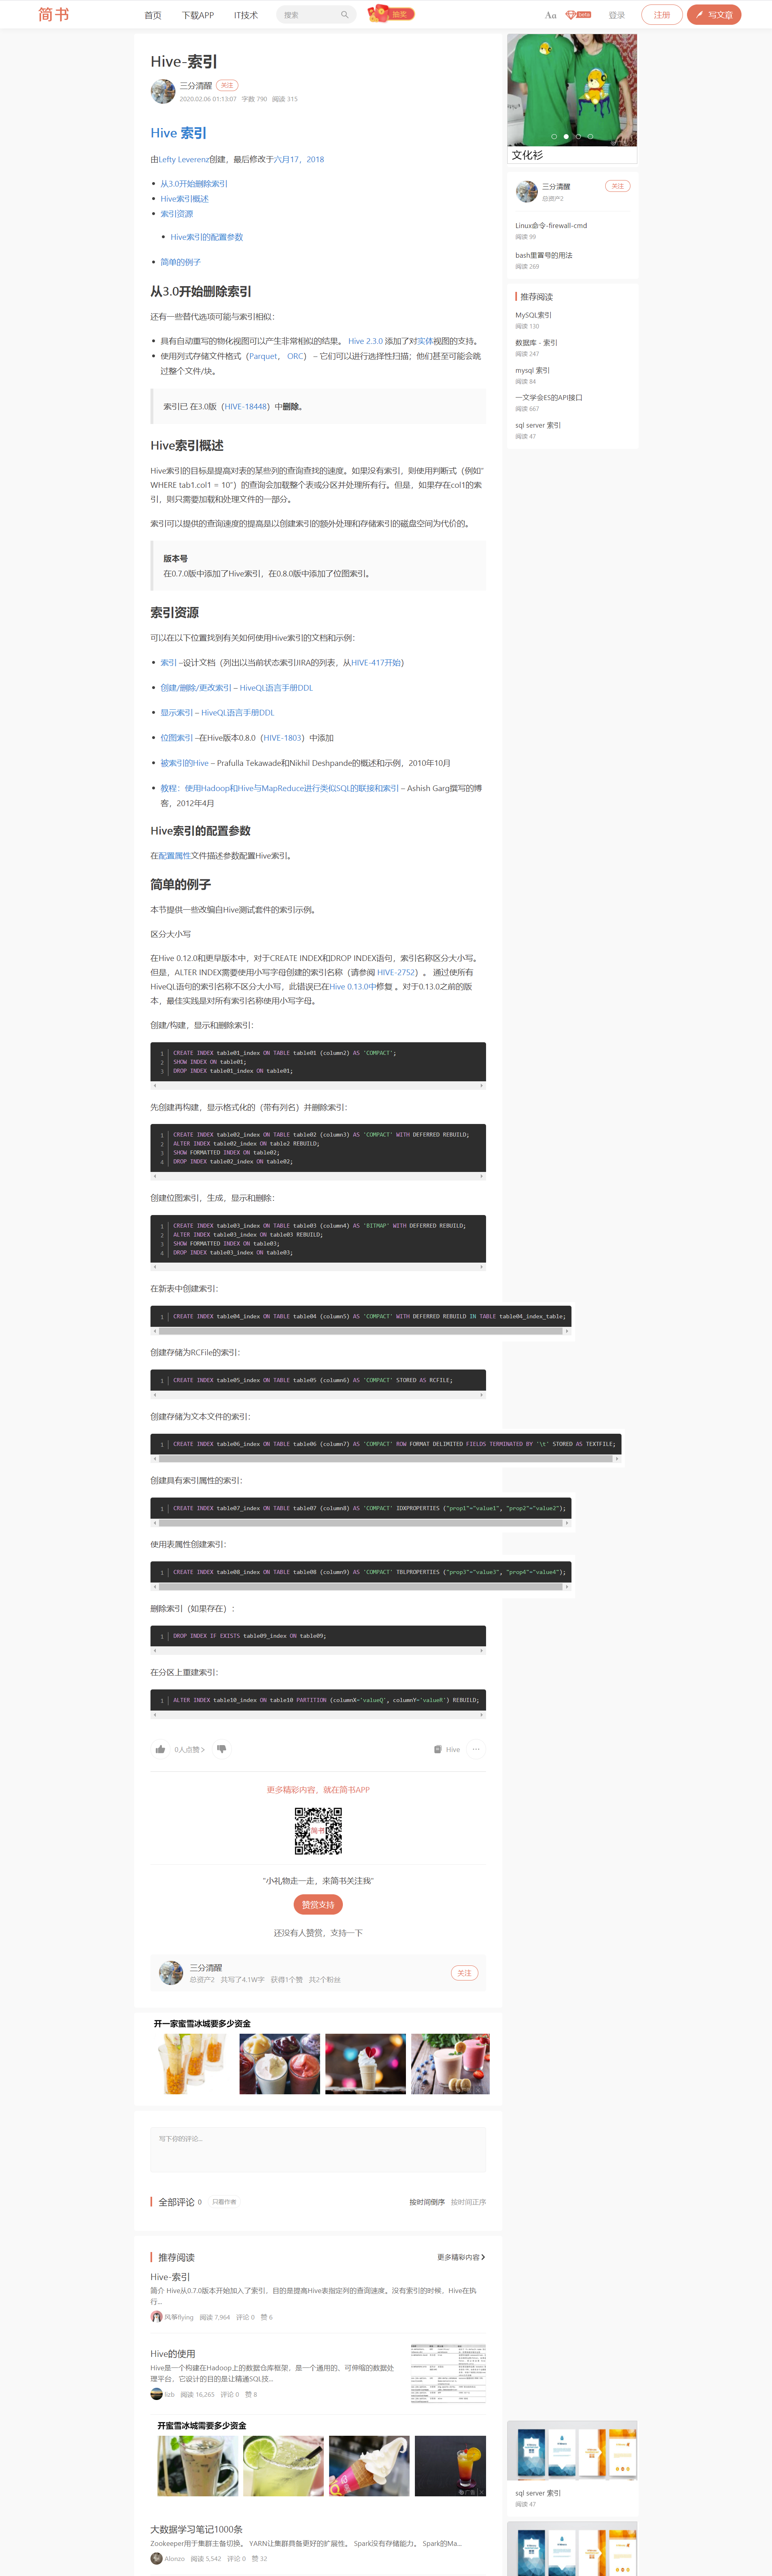 简书
首页 下载APP IT技术 搜索 抽奖 Aa beta 登录 注册 写文章
Hive-索引
三分清醒 关注
2020.02.06 01:13:07 字数 790 阅读 315
Hive 索引
由Lefty Leverenz创建，最后修改于六月17，2018
从3.0开始删除索引
Hive索引概述
索引资源
Hive索引的配置参数
简单的例子
从3.0开始删除索引
还有一些替代选项可能与索引相似：
具有自动重写的物化视图可以产生非常相似的结果。 Hive 2.3.0 添加了对实体视图的支持。
使用列式存储文件格式（Parquet， ORC） – 它们可以进行选择性扫描；他们甚至可能会跳
过整个文件/块。
索引已 在3.0版（HIVE-18448）中删除。
Hive索引概述
Hive索引的目标是提高对表的某些列的查询查找的速度。如果没有索引，则使用判断式（例如"
WHERE tab1.col1 = 10"）的查询会加载整个表或分区并处理所有行。但是，如果存在col1的索
引，则只需要加载和处理文件的一部分。
索引可以提供的查询速度的提高是以创建索引的额外处理和存储索引的磁盘空间为代价的。
版本号
在0.7.0版中添加了Hive索引，在0.8.0版中添加了位图索引。
索引资源
可以在以下位置找到有关如何使用Hive索引的文档和示例：
索引 –设计文档（列出以当前状态索引JIRA的列表，从HIVE-417开始）
创建/删除/更改索引 – HiveQL语言手册DDL
显示索引 – HiveQL语言手册DDL
位图索引 –在Hive版本0.8.0（HIVE-1803）中添加
被索引的Hive – Prafulla Tekawade和Nikhil Deshpande的概述和示例，2010年10月
教程：使用Hadoop和Hive与MapReduce进行类似SQL的联接和索引 – Ashish Garg撰写的博
客，2012年4月
Hive索引的配置参数
在配置属性文件描述参数配置Hive索引。
简单的例子
本节提供一些改编自Hive测试套件的索引示例。
区分大小写
在Hive 0.12.0和更早版本中，对于CREATE INDEX和DROP INDEX语句，索引名称区分大小写。
但是，ALTER INDEX需要使用小写字母创建的索引名称（请参阅 HIVE-2752）。 通过使所有
HiveQL语句的索引名称不区分大小写，此错误已在Hive 0.13.0中修复 。对于0.13.0之前的版
本，最佳实践是对所有索引名称使用小写字母。
创建/构建，显示和删除索引：
1 CREATE INDEX table01_index ON TABLE table01 (column2) AS 'COMPACT';
2 SHOW INDEX ON table01;
3 DROP INDEX table01_index ON table01;
先创建再构建，显示格式化的（带有列名）并删除索引：
1 CREATE INDEX table02_index ON TABLE table02 (column3) AS 'COMPACT' WITH DEFERRED REBUILD;
2 ALTER INDEX table02_index ON table2 REBUILD;
3 SHOW FORMATTED INDEX ON table02;
4 DROP INDEX table02_index ON table02;
创建位图索引，生成，显示和删除：
1 CREATE INDEX table03_index ON TABLE table03 (column4) AS 'BITMAP' WITH DEFERRED REBUILD;
2 ALTER INDEX table03_index ON table03 REBUILD;
3 SHOW FORMATTED INDEX ON table03;
4 DROP INDEX table03_index ON table03;
在新表中创建索引：
1 CREATE INDEX table04_index ON TABLE table04 (column5) AS 'COMPACT' WITH DEFERRED REBUILD IN TABLE table04_index_table;
创建存储为RCFile的索引：
1 CREATE INDEX table05_index ON TABLE table05 (column6) AS 'COMPACT' STORED AS RCFILE;
创建存储为文本文件的索引：
1 CREATE INDEX table06_index ON TABLE table06 (column7) AS 'COMPACT' ROW FORMAT DELIMITED FIELDS TERMINATED BY '\t' STORED AS TEXTFILE;
创建具有索引属性的索引：
1 CREATE INDEX table07_index ON TABLE table07 (column8) AS 'COMPACT' IDXPROPERTIES ("prop1"="value1", "prop2"="value2");
使用表属性创建索引：
1 CREATE INDEX table08_index ON TABLE table08 (column9) AS 'COMPACT' TBLPROPERTIES ("prop3"="value3", "prop4"="value4");
删除索引（如果存在）：
1 DROP INDEX IF EXISTS table09_index ON table09;
在分区上重建索引：
1 ALTER INDEX table10_index ON table10 PARTITION (columnX='valueQ', columnY='valueR') REBUILD;
0人点赞 > Hive ...
更多精彩内容，就在简书APP
简书
"小礼物走一走，来简书关注我"
赞赏支持
还没有人赞赏，支持一下
三分清醒
总资产2 共写了4.1W字 获得1个赞 共2个粉丝
关注
开一家蜜雪冰城要多少资金
写下你的评论...
全部评论 0 只看作者 按时间倒序 按时间正序
推荐阅读 更多精彩内容 >
Hive-索引
简介 Hive从0.7.0版本开始加入了索引，目的是提高Hive表指定列的查询速度。没有索引的时候，Hive在执
行...
风筝flying 阅读 7,964 评论 0 赞 6
Hive的使用
Hive是一个构建在Hadoop上的数据仓库框架，是一个通用的、可伸缩的数据处
理平台，它设计的目的是让精通SQL技...
lizb 阅读 16,265 评论 0 赞 8
开蜜雪冰城需要多少资金
广告
大数据学习笔记1000条
Zookeeper用于集群主备切换。 YARN让集群具备更好的扩展性。 Spark没有存储能力。 Spark的Ma...
Alonzo 阅读 5,542 评论 0 赞 32
文化衫
三分清醒 关注
总资产2
Linux命令-firewall-cmd
阅读 99
bash里冒号的用法
阅读 269
推荐阅读
MySQL索引
阅读 130
数据库 - 索引
阅读 247
mysql 索引
阅读 84
一文学会ES的API接口
阅读 667
sql server 索引
阅读 47
sql server 索引
阅读 47